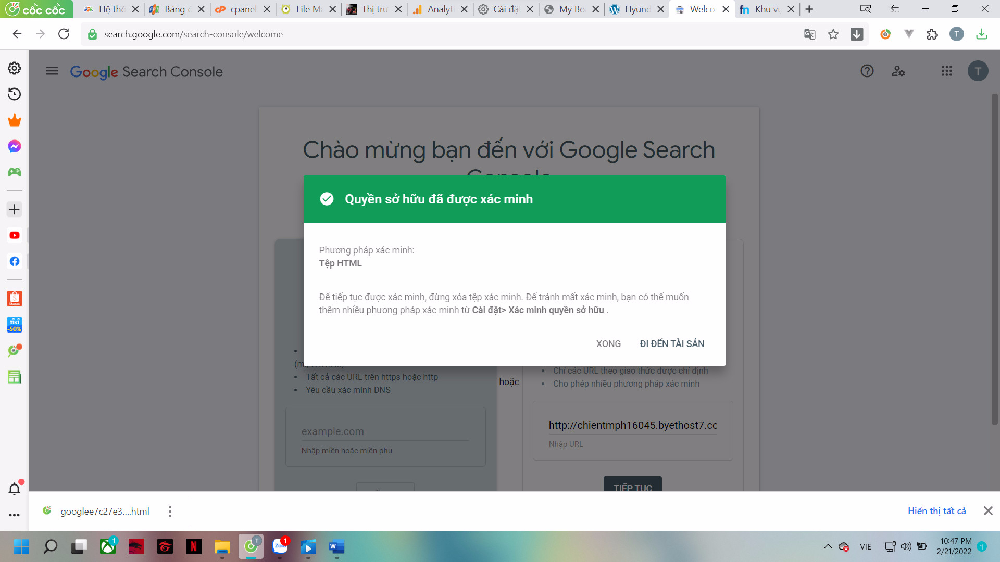 cốc cốc
Hệ thố
Bảng đ
cpanel
File Ma
Thị trư
Analyti
Cài đặt
My Bo
Hyund
Welco
Khu vự
search.google.com/search-console/welcome
T
Google Search Console
T
Chào mừng bạn đến với Google Search
Console
Quyền sở hữu đã được xác minh
Phương pháp xác minh:
Tệp HTML
Để tiếp tục được xác minh, đừng xóa tệp xác minh. Để tránh mất xác minh, bạn có thể muốn
thêm nhiều phương pháp xác minh từ Cài đặt> Xác minh quyền sở hữu .
XONG ĐI ĐẾN TÀI SẢN
Tất cả các URL trên https hoặc http
Yêu cầu xác minh DNS
example.com
Nhập miền hoặc miền phụ
hoặc
Chỉ các URL theo giao thức được chỉ định
Cho phép nhiều phương pháp xác minh
http://chientmph16045.byethost7.cc
Nhập URL
TIẾP TỤC
Shopee
TIKI
-50%
googlee7c27e3....html
Hiển thị tất cả
1
T
Zalo
1
W
VIE
10:47 PM
2/21/2022
1